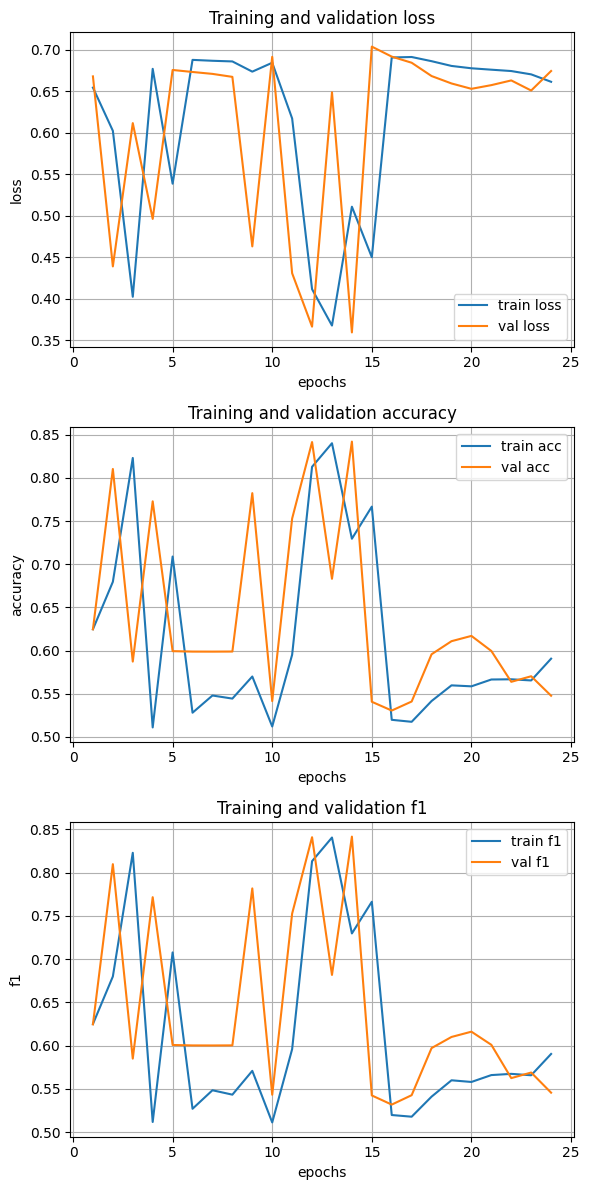 Training and validation loss
0.70
0.65
0.60
0.55
0.50
0.45
0.40
0.35
loss
train loss
val loss
0 5 10 15 20 25
epochs
Training and validation accuracy
0.85
0.80
0.75
0.70
0.65
0.60
0.55
0.50
accuracy
train acc
val acc
0 5 10 15 20 25
epochs
Training and validation f1
0.85
0.80
0.75
0.70
0.65
0.60
0.55
0.50
f1
train f1
val f1
0 5 10 15 20 25
epochs